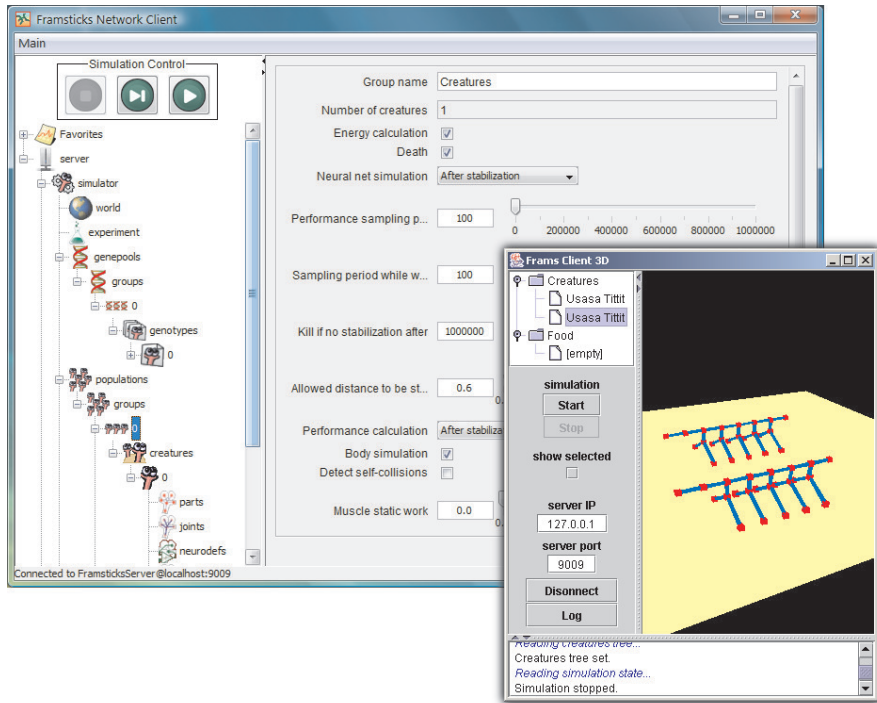 Framsticks Network Client
Main
Simulation Control
Favorites
server
simulator
world
experiment
genepools
groups
0
genotypes
0
populations
groups
0
creatures
0
parts
joints
neurodefs
Connected to FramsticksServer@localhost:9009
Group name Creatures
Number of creatures 1
Energy calculation
Death
Neural net simulation After stabilization
Performance sampling p... 100
0 200000 400000 600000 800000 1000000
Sampling period while w... 100
Kill if no stabilization after 1000000
Allowed distance to be st... 0.6
Performance calculation After stabiliza
Body simulation
Detect self-collisions
Muscle static work 0.0
Frams Client 3D
Creatures
Usasa Tittit
Usasa Tittit
Food
[empty]
simulation
Start
Stop
show selected
server IP
127.0.0.1
server port
9009
Disonnect
Log
Reading creatures tree...
Creatures tree set.
Reading simulation state...
Simulation stopped.